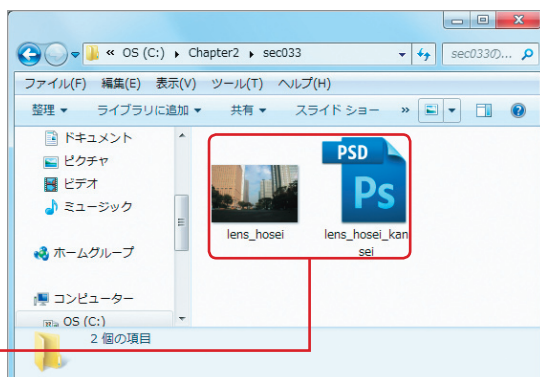 « OS (C:) ▸ Chapter2 ▸ sec033
sec033の...
ファイル(F) 編集(E) 表示(V) ツール(T) ヘルプ(H)
整理 ▼ ライブラリに追加 ▼ 共有 ▼ スライド ショー »
ドキュメント
ピクチャ
ビデオ
ミュージック
ホームグループ
コンピューター
OS (C:)
PSD
Ps
lens_hosei
lens_hosei_kan
sei
2 個の項目